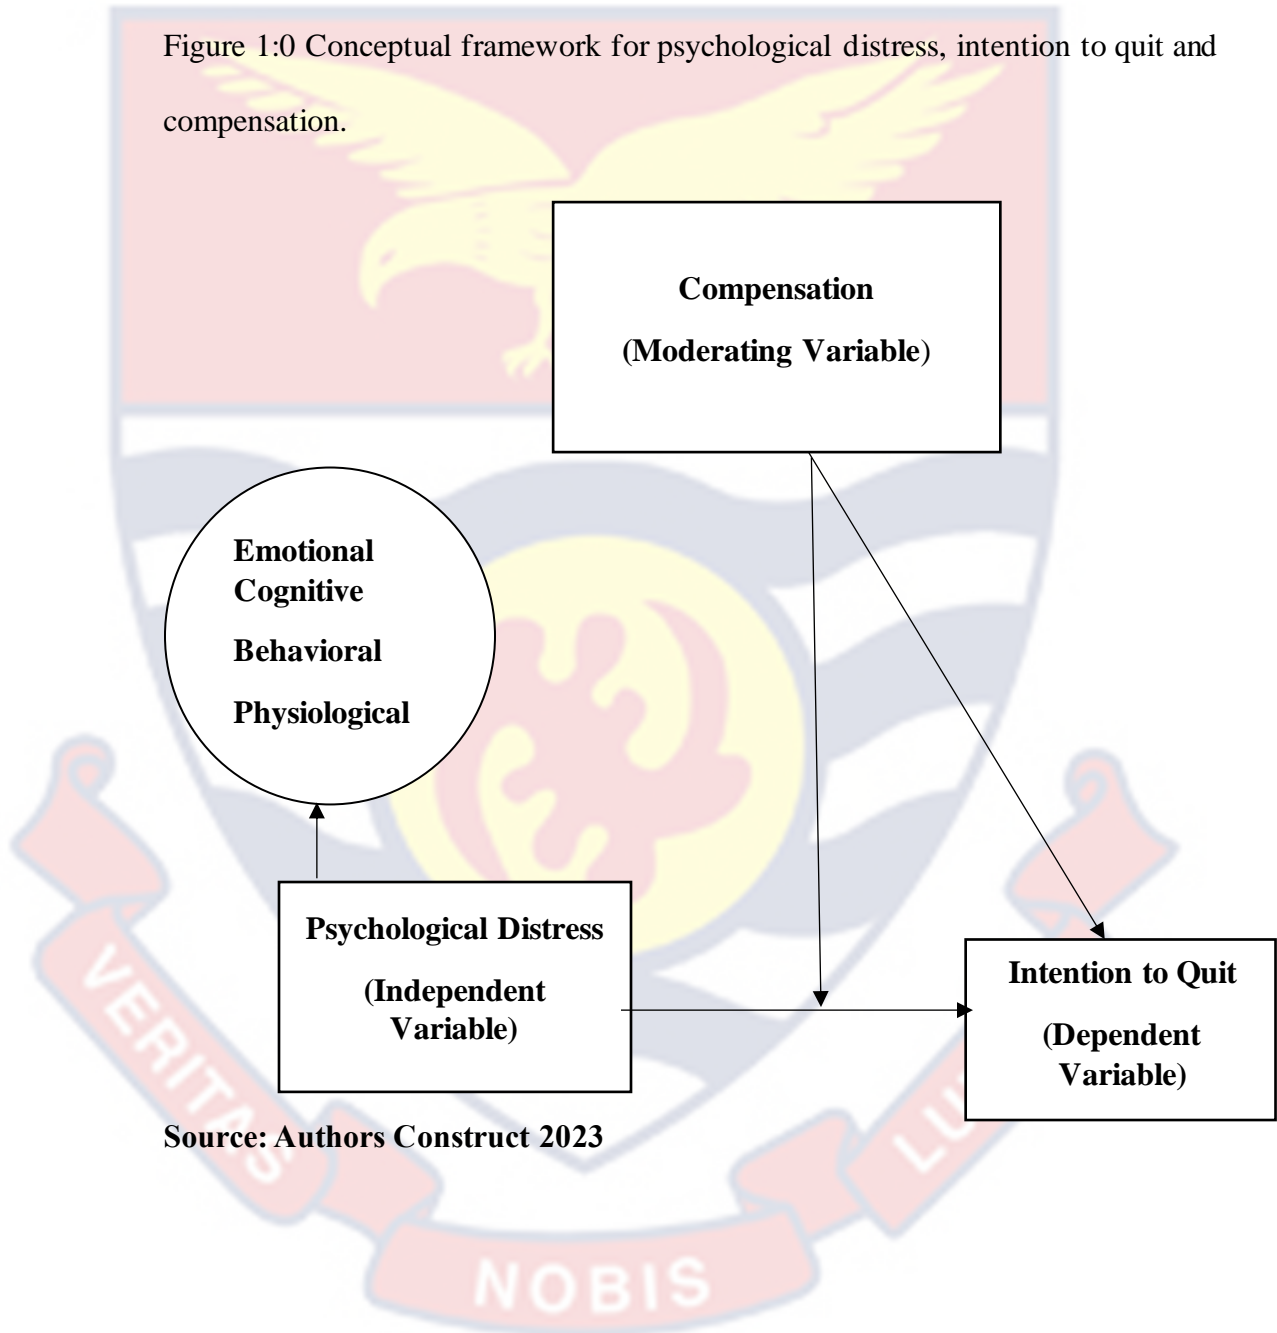 Figure 1:0 Conceptual framework for psychological distress, intention to quit and
compensation.
Compensation
(Moderating Variable)
Emotional
Cognitive
Behavioral
Physiological
Psychological Distress
(Independent
Variable)
Intention to Quit
(Dependent
Variable)
Source: Authors Construct 2023
VERITAS
NOBIS